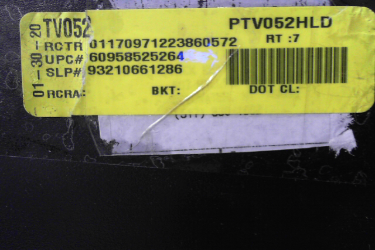 01-30-20
TV052 PTV052HLD
RCTR 01170971223860572 RT :7
UPC# 60958525264
SLP# 93210661286
RCRA: BKT: DOT CL: